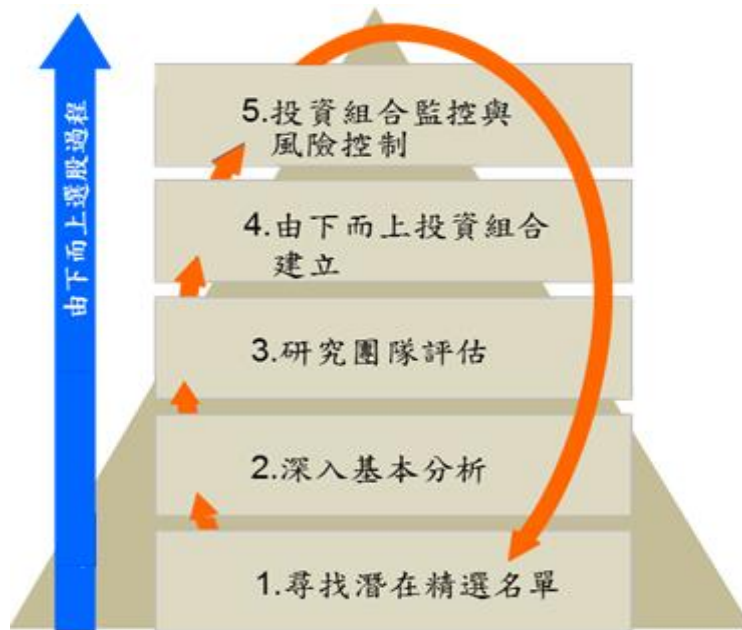 由下而上選股過程
5.投資組合監控與
風險控制
4.由下而上投資組合
建立
3.研究團隊評估
2.深入基本分析
1.尋找潛在精選名單